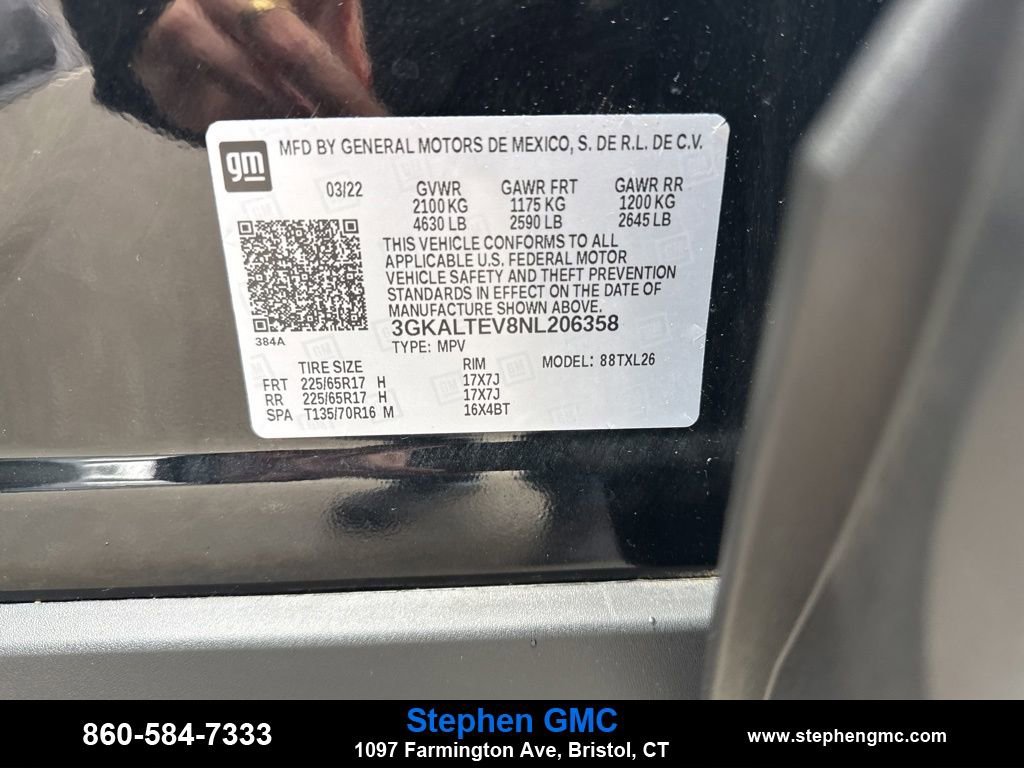 gm MFD BY GENERAL MOTORS DE MEXICO, S. DE R.L. DE C.V.
03/22 GVWR GAWR FRT GAWR RR
2100 KG 1175 KG 1200 KG
4630 LB 2590 LB 2645 LB
THIS VEHICLE CONFORMS TO ALL
APPLICABLE U.S. FEDERAL MOTOR
VEHICLE SAFETY AND THEFT PREVENTION
STANDARDS IN EFFECT ON THE DATE OF
MANUFACTURE SHOWN ABOVE.
3GKALTEV8NL206358
384A
TYPE: MPV MODEL: 88TXL26
TIRE SIZE RIM
FRT 225/65R17 H 17X7J
RR 225/65R17 H 17X7J
SPA T135/70R16 M 16X4BT
860-584-7333
Stephen GMC
1097 Farmington Ave, Bristol, CT
www.stephengmc.com